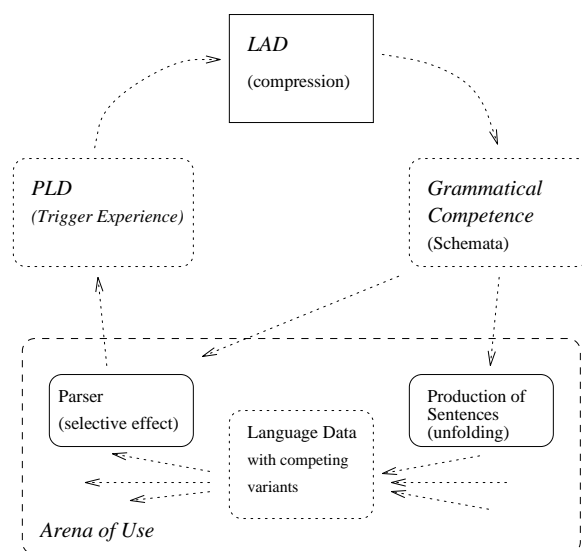 LAD
(compression)
PLD
(Trigger Experience)
Grammatical
Competence
(Schemata)
Parser
(selective effect)
Language Data
with competing
variants
Production of
Sentences
(unfolding)
Arena of Use